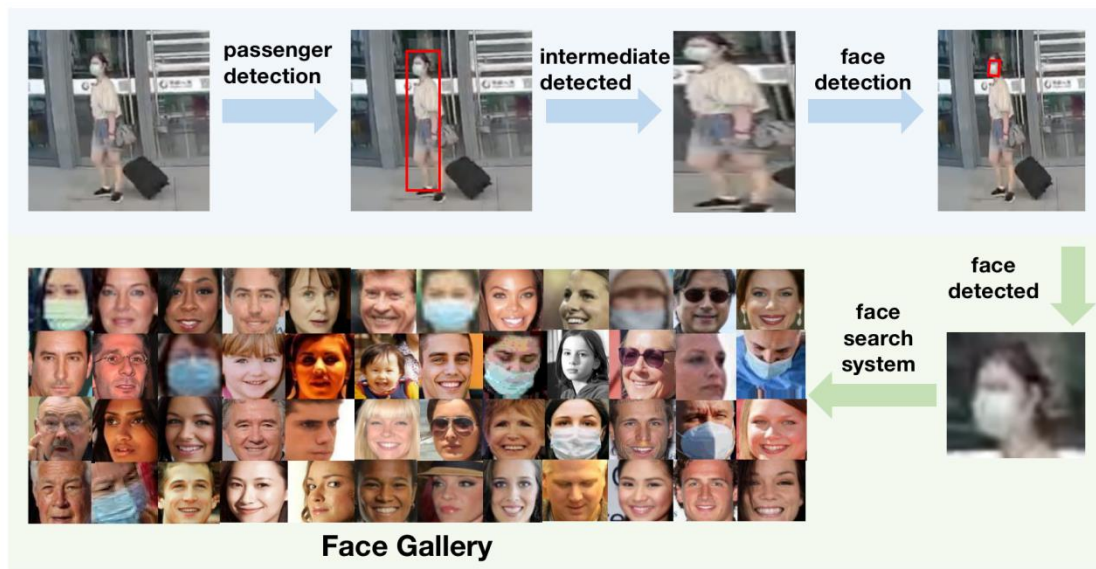 passenger
detection
intermediate
detected
face
detection
face
detected
face
search
system
Face Gallery